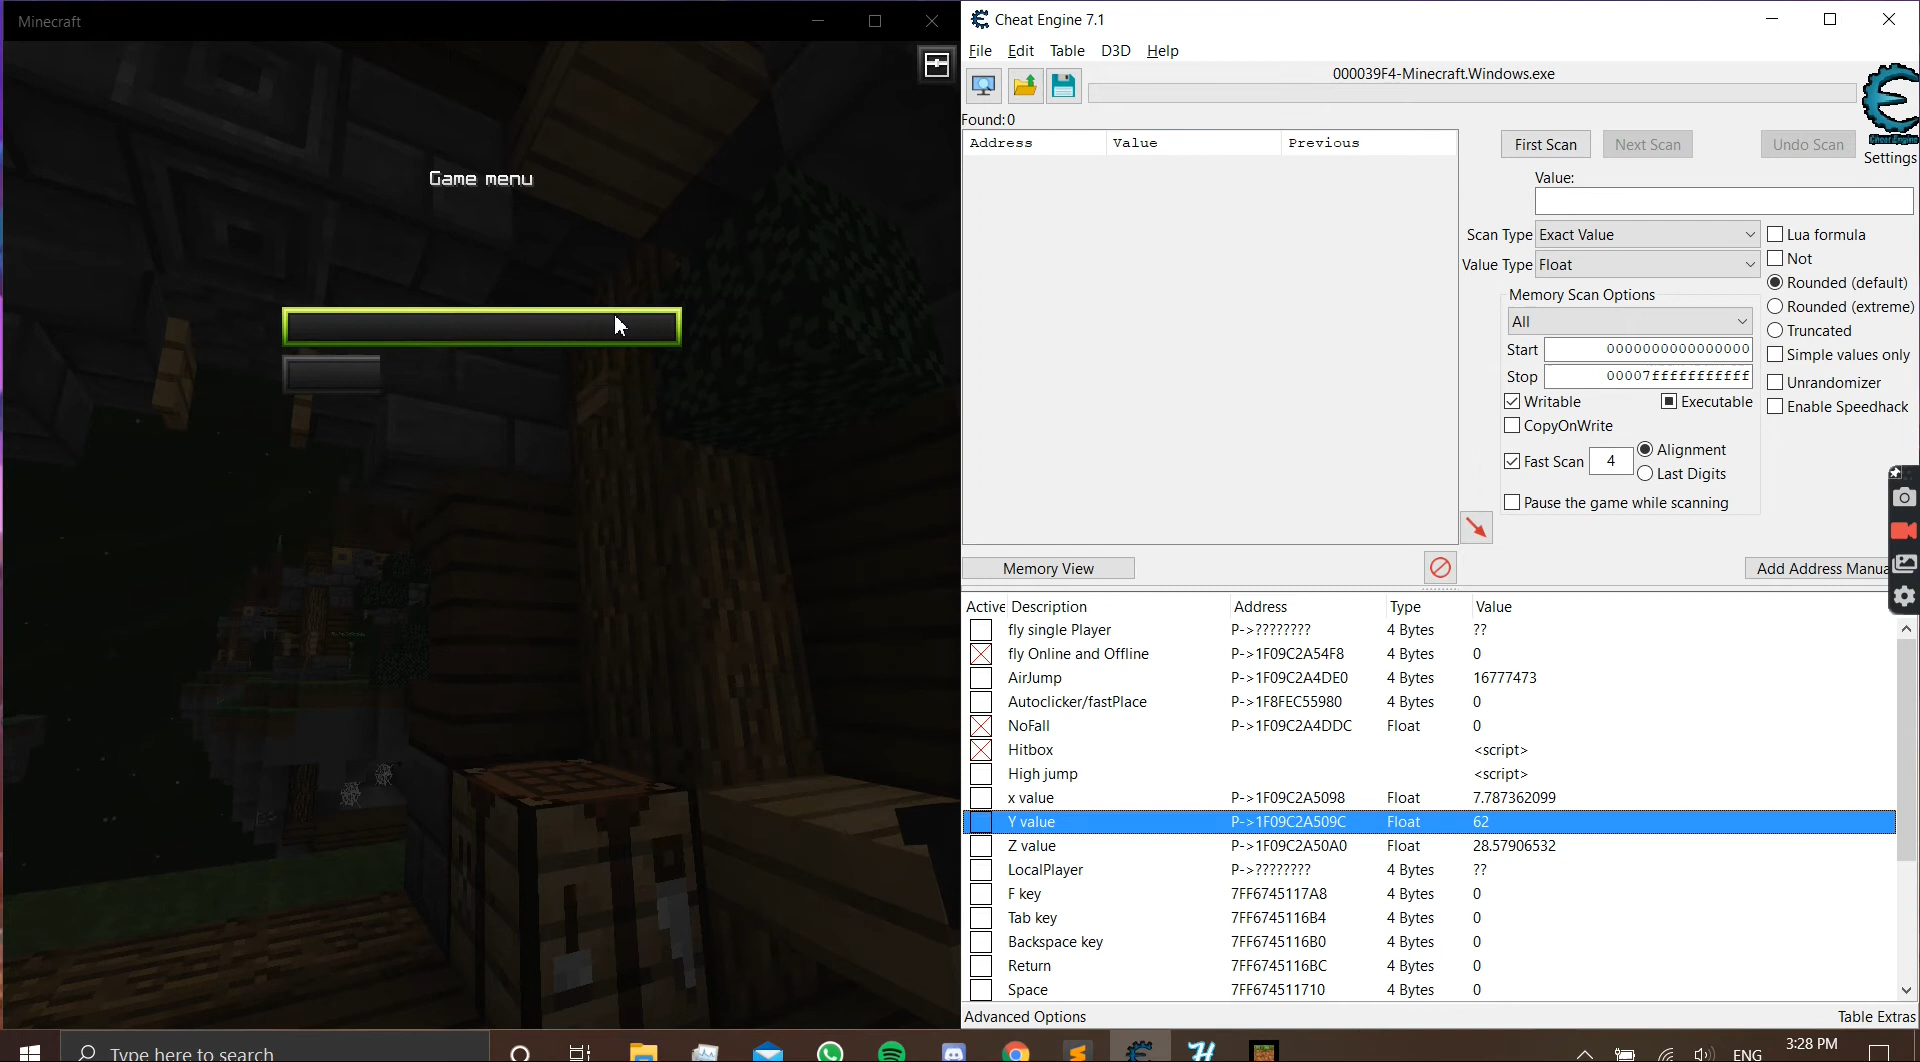 Minecraft
Game menu
Cheat Engine 7.1
File Edit Table D3D Help
000039F4-Minecraft.Windows.exe
Found:0
Address Value Previous
First Scan Next Scan Undo Scan
Settings
Value:
Scan Type Exact Value
Lua formula
Not
Value Type Float
Rounded (default)
Memory Scan Options
Rounded (extreme)
All
Truncated
Start 0000000000000000
Simple values only
Stop 00007fffffffffff
Unrandomizer
Writable Executable
Enable Speedhack
CopyOnWrite
Fast Scan 4 Alignment
Last Digits
Pause the game while scanning
Memory View
Add Address Manua
Active Description Address Type Value
fly single Player P->???????? 4 Bytes ??
fly Online and Offline P->1F09C2A54F8 4 Bytes 0
AirJump P->1F09C2A4DE0 4 Bytes 16777473
Autoclicker/fastPlace P->1F8FEC55980 4 Bytes 0
NoFall P->1F09C2A4DDC Float 0
Hitbox <script>
High jump <script>
x value P->1F09C2A5098 Float 7.787362099
Y value P->1F09C2A509C Float 62
Z value P->1F09C2A50A0 Float 28.57906532
LocalPlayer P->???????? 4 Bytes ??
F key 7FF6745117A8 4 Bytes 0
Tab key 7FF6745116B4 4 Bytes 0
Backspace key 7FF6745116B0 4 Bytes 0
Return 7FF6745116BC 4 Bytes 0
Space 7FF674511710 4 Bytes 0
Advanced Options Table Extras
Type here to search
ENG 3:28 PM